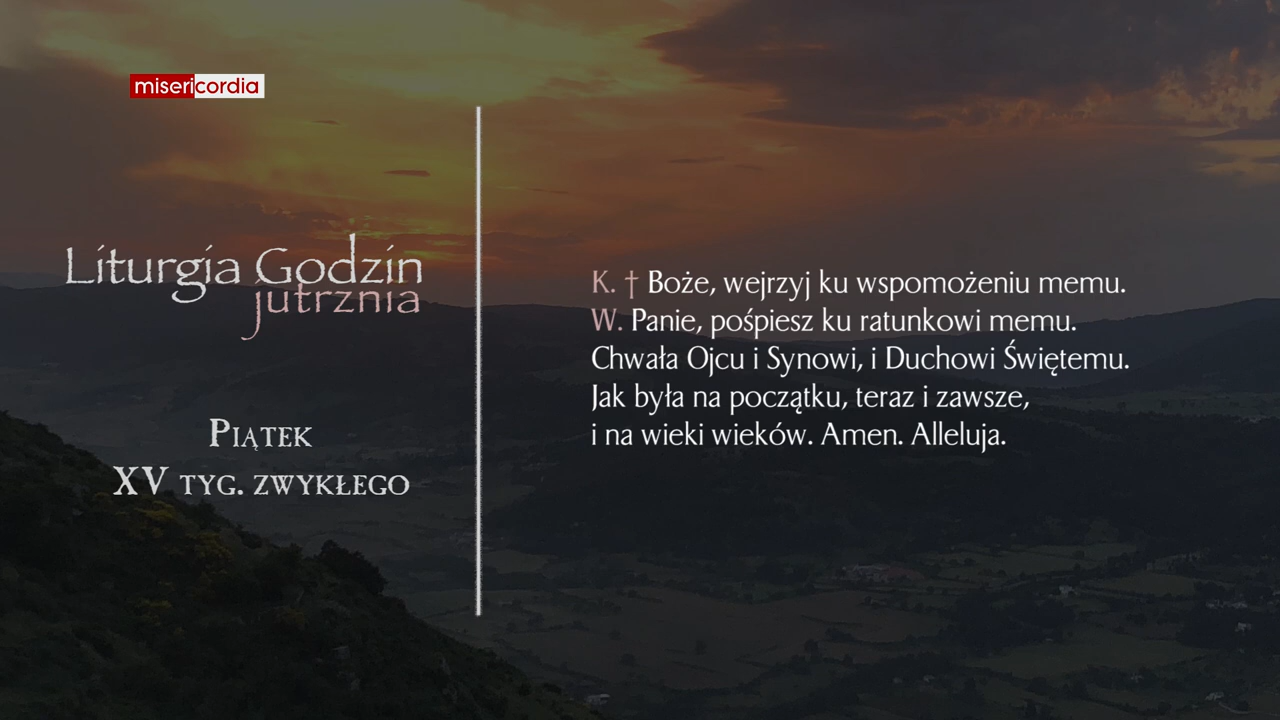 misericordia
Liturgia Godzin
jutrznia
Piątek
XV tyg. zwykłego
K. † Boże, wejrzyj ku wspomożeniu memu.
W. Panie, pośpiesz ku ratunkowi memu.
Chwała Ojcu i Synowi, i Duchowi Świętemu.
Jak była na początku, teraz i zawsze,
i na wieki wieków. Amen. Alleluja.